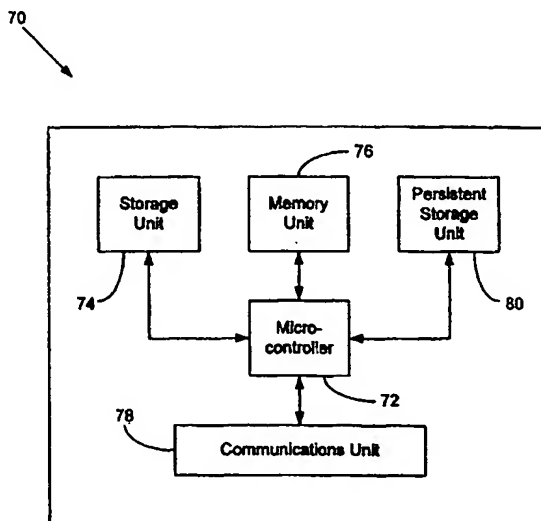 70
76
Storage
Unit
Memory
Unit
Persistent
Storage
Unit
74
80
Micro-
controller
72
78
Communications Unit